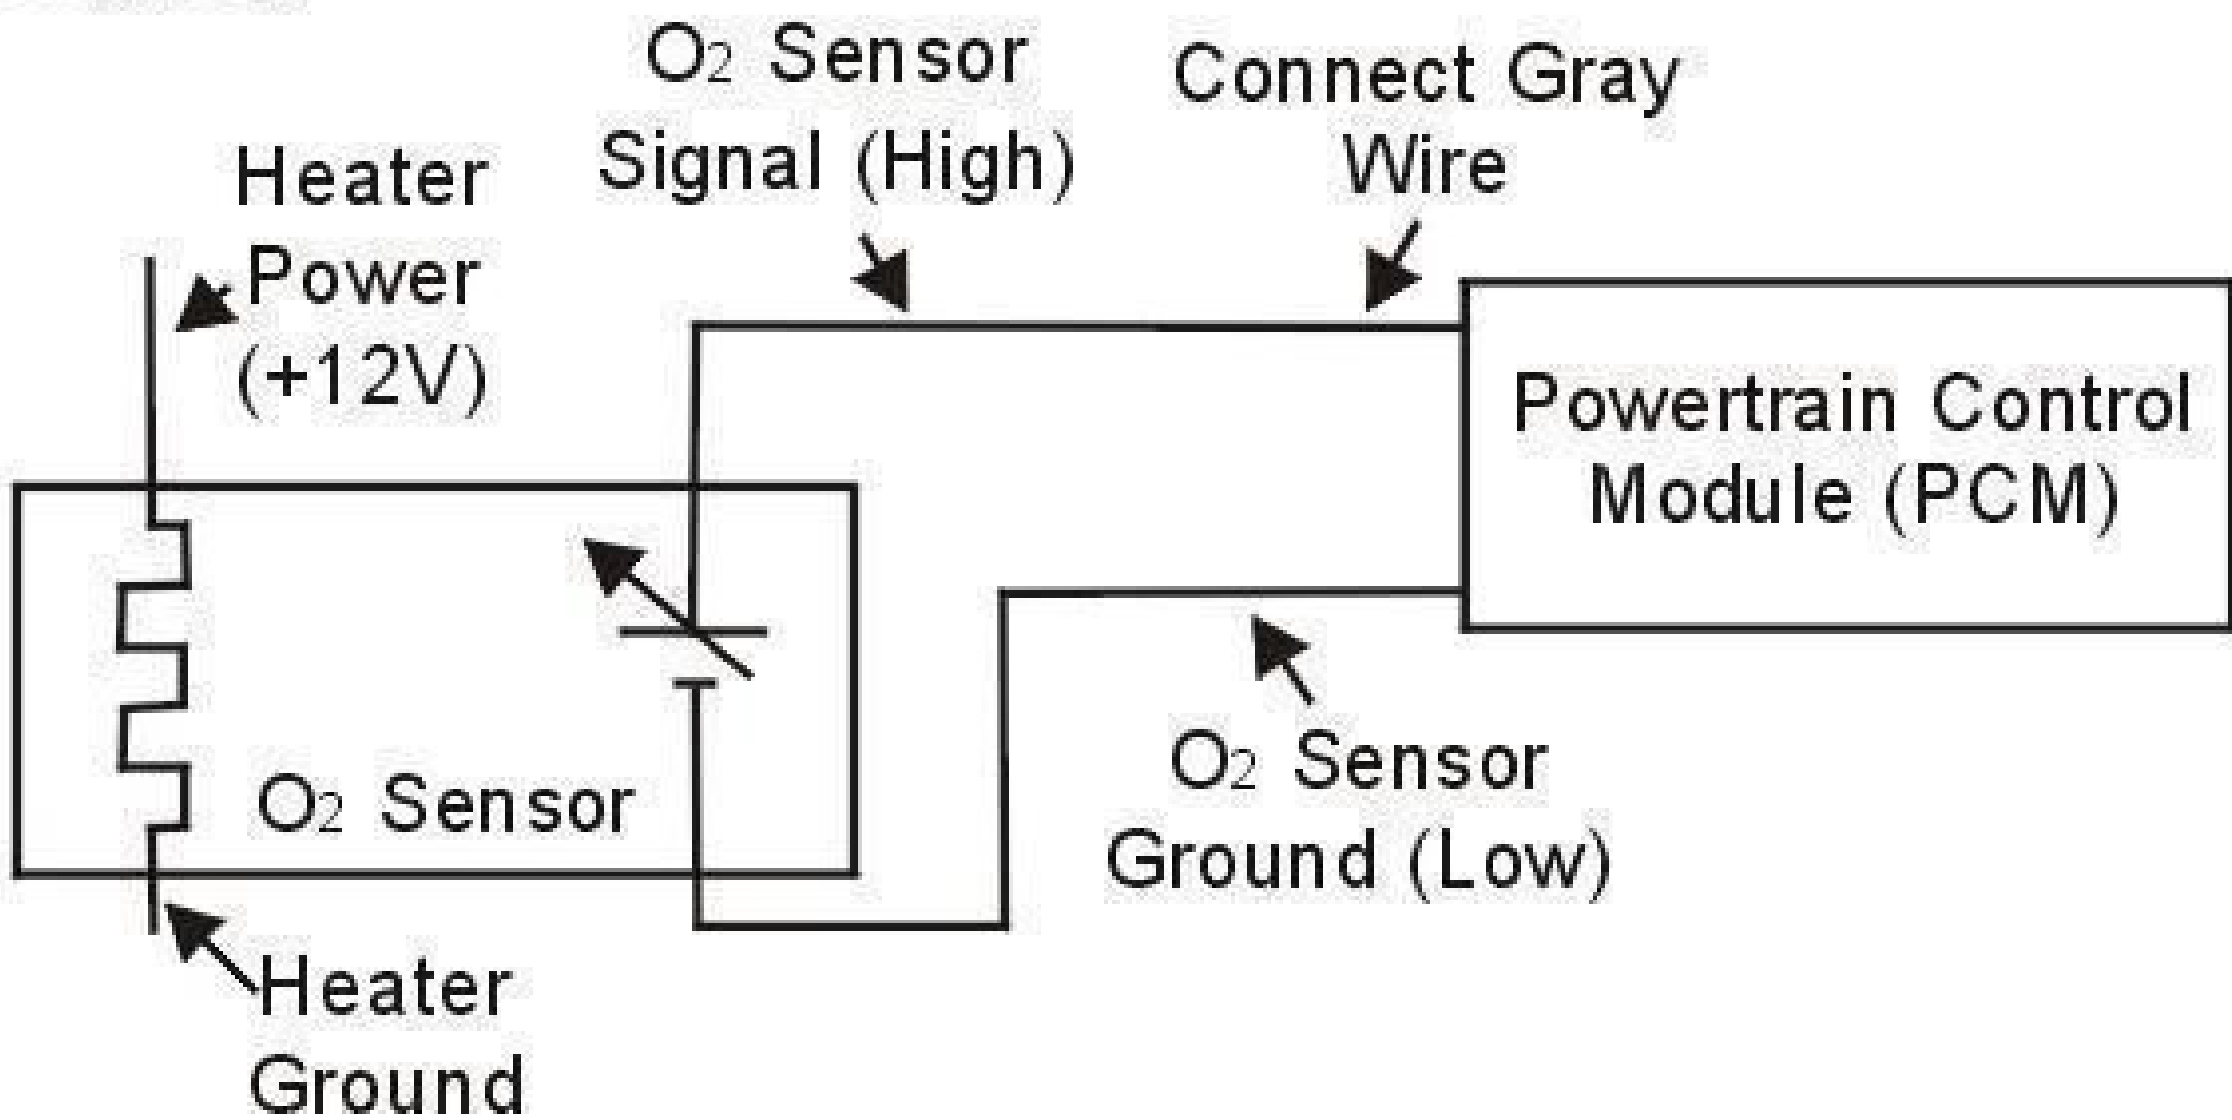 O2 Sensor
Signal (High)
Connect Gray
Wire
Heater
Power
(+12V)
Powertrain Control
Module (PCM)
O2 Sensor
O2 Sensor
Ground (Low)
Heater
Ground